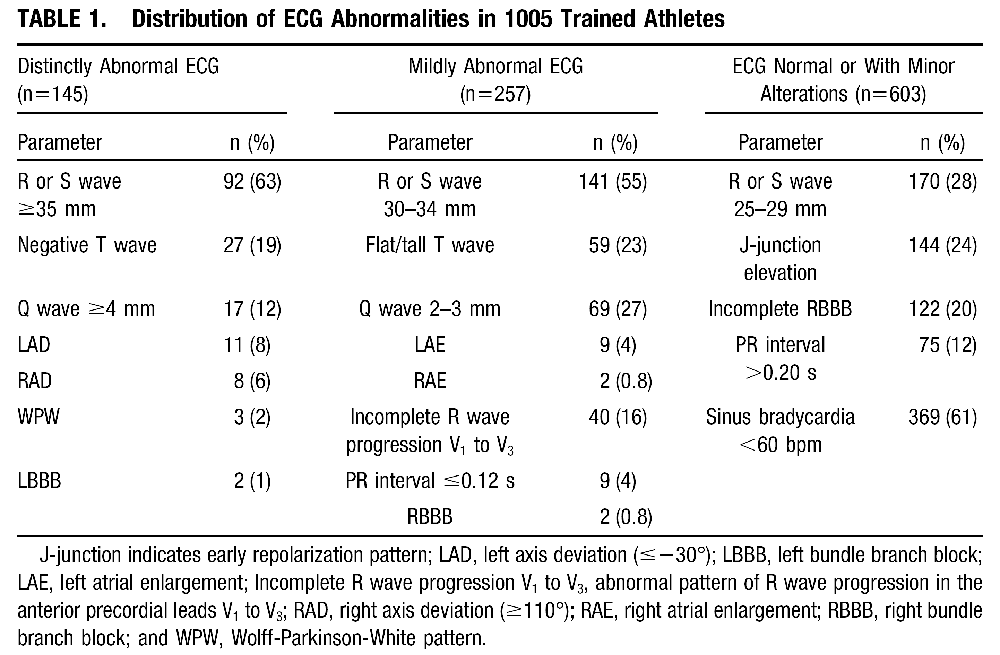 TABLE 1. Distribution of ECG Abnormalities in 1005 Trained Athletes
Distinctly Abnormal ECG Mildly Abnormal ECG ECG Normal or With Minor
(n=145) (n=257) Alterations (n=603)
Parameter n (%) Parameter n (%) Parameter n (%)
R or S wave 92 (63) R or S wave 141 (55) R or S wave 170 (28)
≥35 mm 30–34 mm 25–29 mm
Negative T wave 27 (19) Flat/tall T wave 59 (23) J-junction 144 (24)
elevation
Q wave ≥4 mm 17 (12) Q wave 2–3 mm 69 (27) Incomplete RBBB 122 (20)
LAD 11 (8) LAE 9 (4) PR interval 75 (12)
>0.20 s
RAD 8 (6) RAE 2 (0.8)
WPW 3 (2) Incomplete R wave 40 (16) Sinus bradycardia 369 (61)
progression V1 to V3 <60 bpm
LBBB 2 (1) PR interval ≤0.12 s 9 (4)
RBBB 2 (0.8)
J-junction indicates early repolarization pattern; LAD, left axis deviation (≤−30°); LBBB, left bundle branch block;
LAE, left atrial enlargement; Incomplete R wave progression V1 to V3, abnormal pattern of R wave progression in the
anterior precordial leads V1 to V3; RAD, right axis deviation (≥110°); RAE, right atrial enlargement; RBBB, right bundle
branch block; and WPW, Wolff-Parkinson-White pattern.